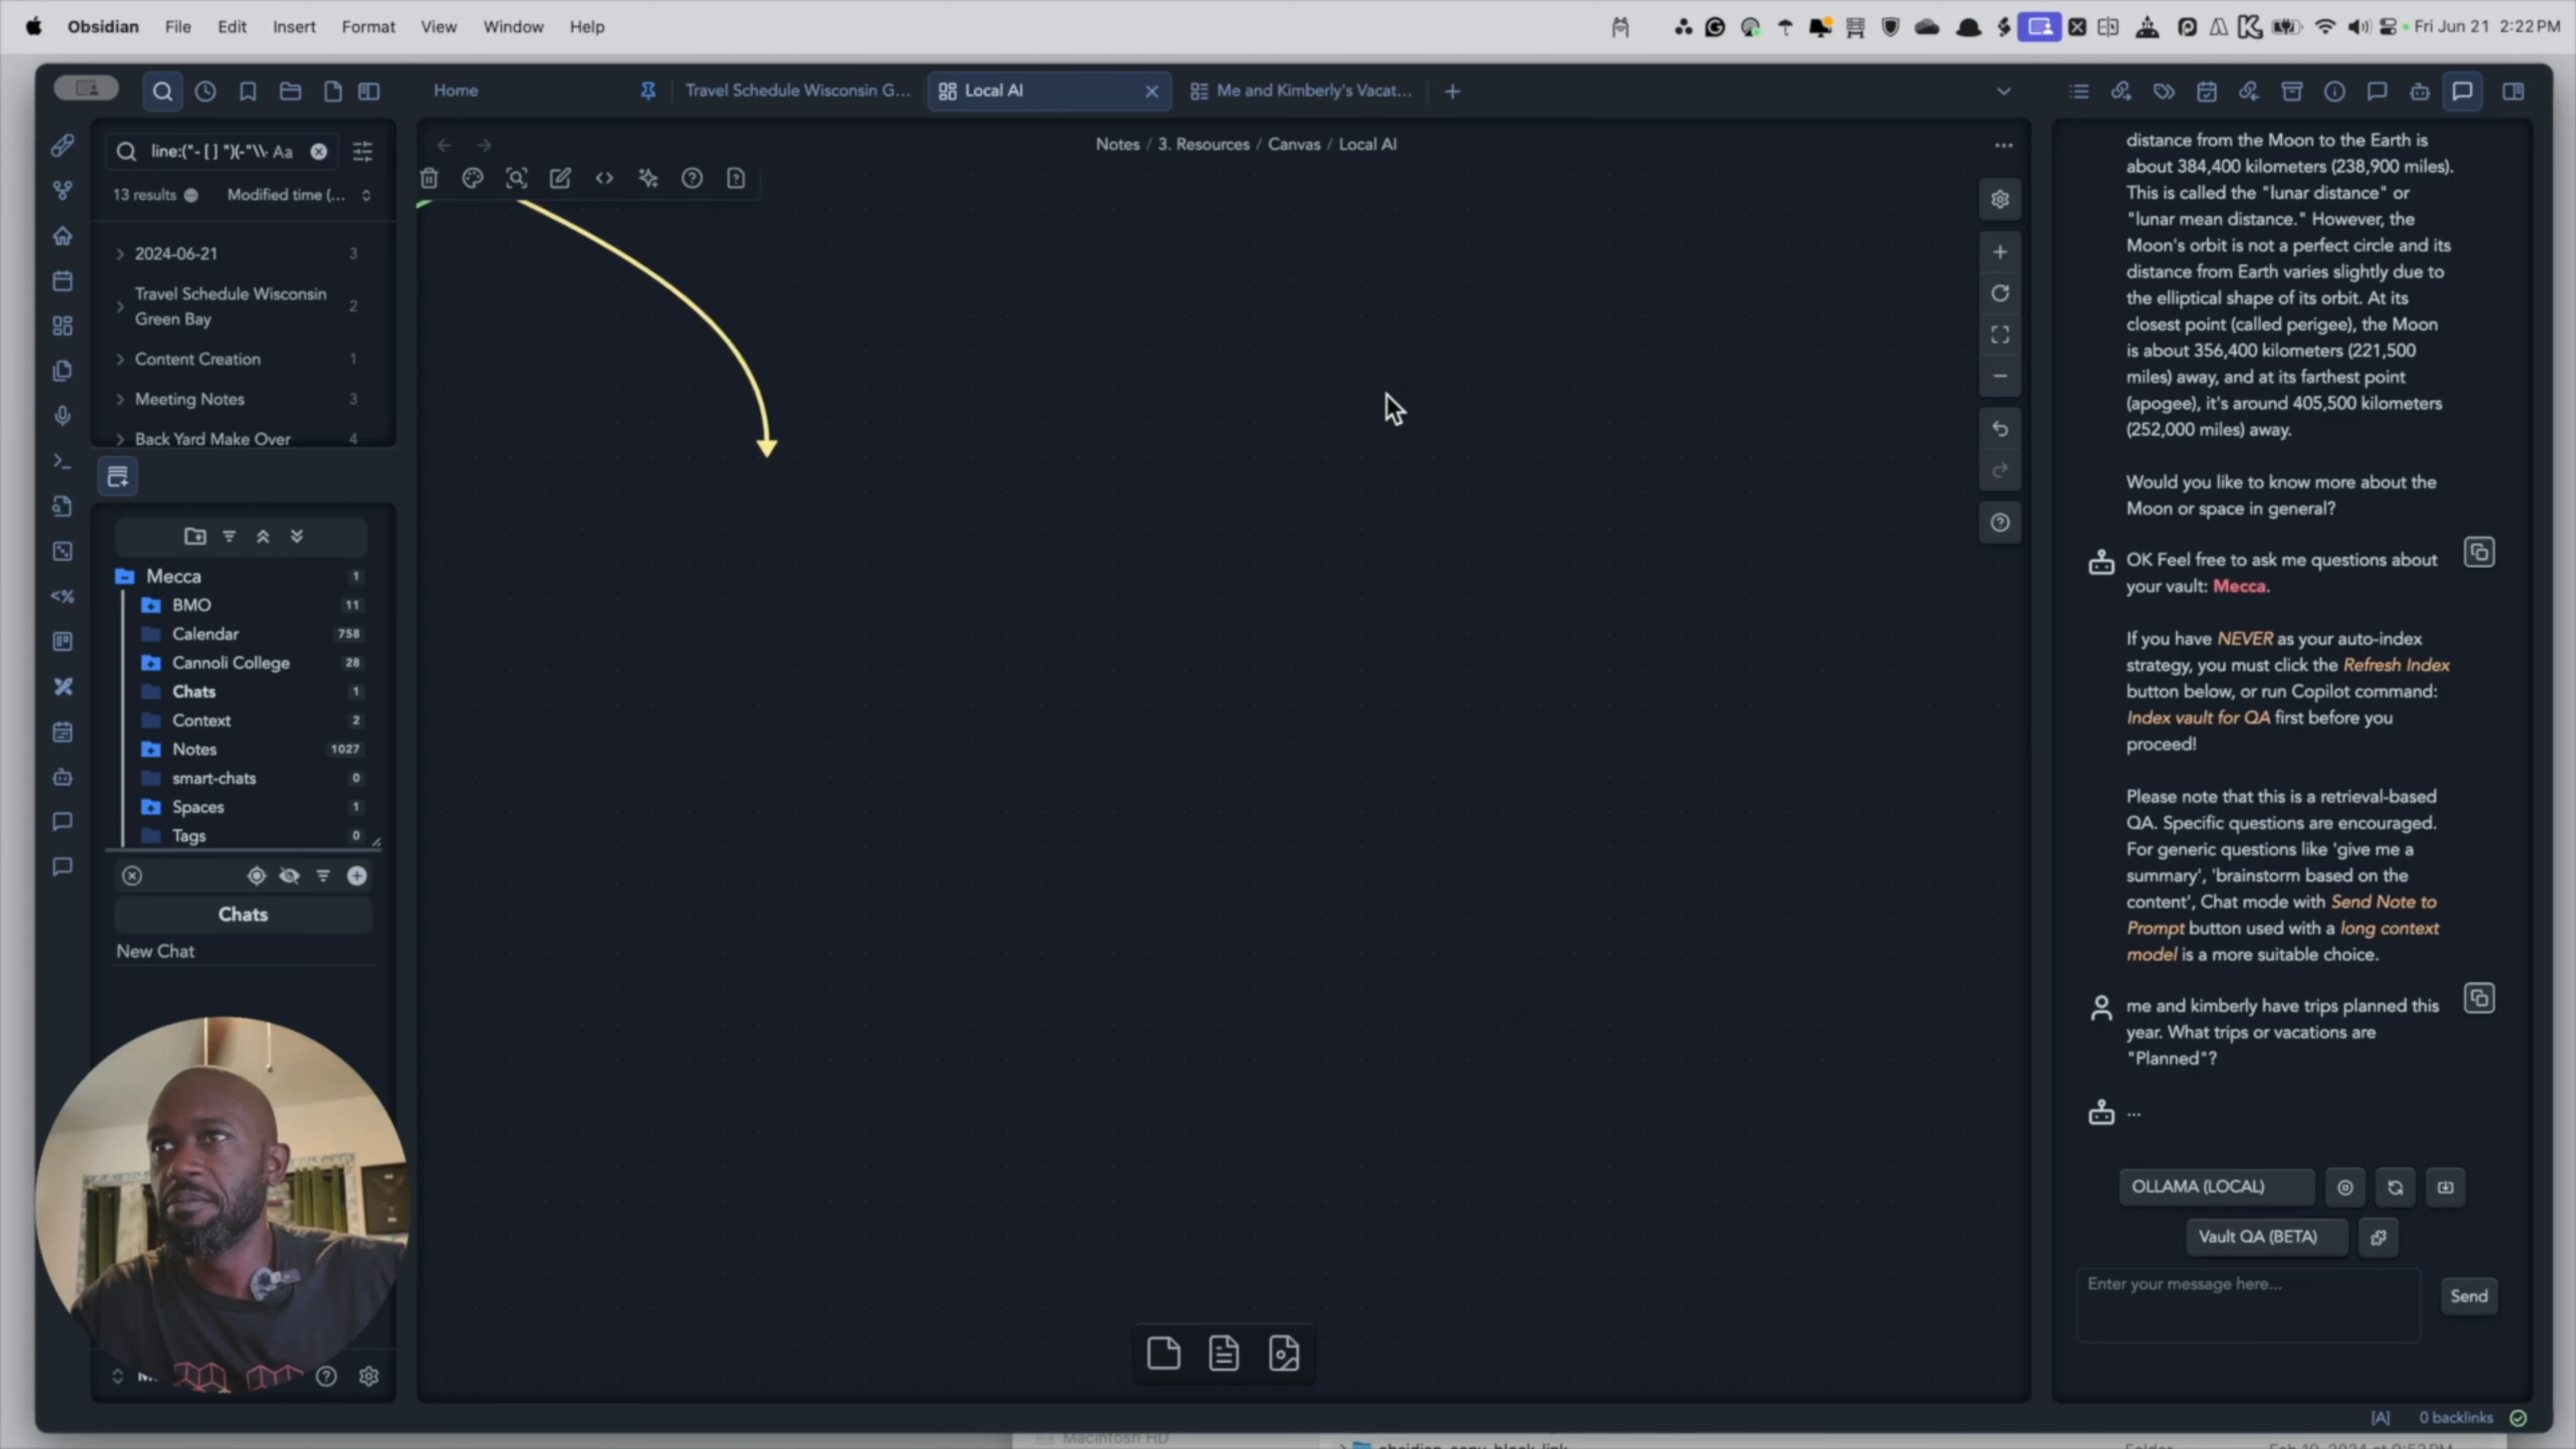 Obsidian File Edit Insert Format View Window Help
Fri Jun 21 2:22 PM
Home
Travel Schedule Wisconsin G...
Local AI
Me and Kimberly's Vacat...
line:("- [ ] ")(-"\\- Aa
13 results
Modified time (...
2024-06-21 3
Travel Schedule Wisconsin
Green Bay 2
Content Creation 1
Meeting Notes 3
Back Yard Make Over 4
Mecca 1
BMO 11
Calendar 758
Cannoli College 28
Chats 1
Context 2
Notes 1027
smart-chats 0
Spaces 1
Tags 0
Chats
New Chat
Notes / 3. Resources / Canvas / Local AI
distance from the Moon to the Earth is
about 384,400 kilometers (238,900 miles).
This is called the "lunar distance" or
"lunar mean distance." However, the
Moon's orbit is not a perfect circle and its
distance from Earth varies slightly due to
the elliptical shape of its orbit. At its
closest point (called perigee), the Moon
is about 356,400 kilometers (221,500
miles) away, and at its farthest point
(apogee), it's around 405,500 kilometers
(252,000 miles) away.
Would you like to know more about the
Moon or space in general?
OK Feel free to ask me questions about
your vault: Mecca.
If you have NEVER as your auto-index
strategy, you must click the Refresh Index
button below, or run Copilot command:
Index vault for QA first before you
proceed!
Please note that this is a retrieval-based
QA. Specific questions are encouraged.
For generic questions like 'give me a
summary', 'brainstorm based on the
content', Chat mode with Send Note to
Prompt button used with a long context
model is a more suitable choice.
me and kimberly have trips planned this
year. What trips or vacations are
"Planned"?
...
OLLAMA (LOCAL)
Vault QA (BETA)
Enter your message here...
Send
[A] 0 backlinks
Macintosh HD